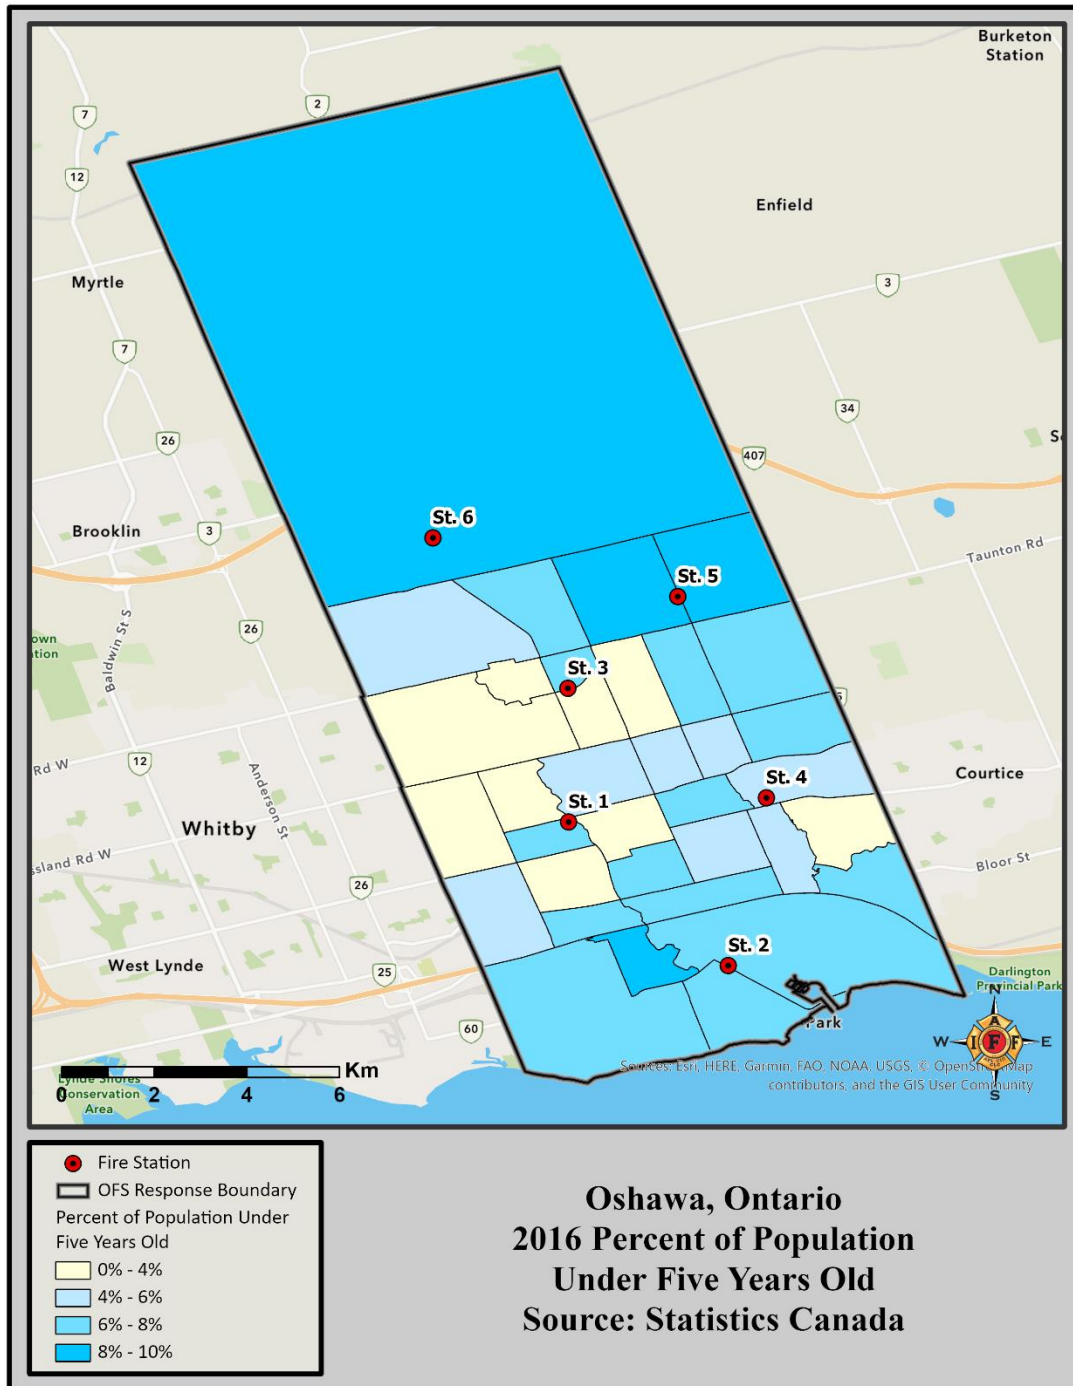 Burketon
Station
2
7
12
Enfield
Myrtle
3
7
34
26
407
St. 6
Brooklin
3
Taunton Rd
St. 5
26
Baldwin St S
St. 3
Rd W
12
Anderson St
Courtice
St. 4
St. 1
Whitby
Bloor St
26
West Lynde
St. 2
25
Darlington
Provincial Park
60
Park
N
W
IAFF
E
S
Sources: Esri, HERE, Garmin, FAO, NOAA, USGS, © OpenStreetMap
contributors, and the GIS User Community
Km
0 2 4 6
Lynde Shores
Conservation
Area
Fire Station
OFS Response Boundary
Percent of Population Under
Five Years Old
0% - 4%
4% - 6%
6% - 8%
8% - 10%
Oshawa, Ontario
2016 Percent of Population
Under Five Years Old
Source: Statistics Canada